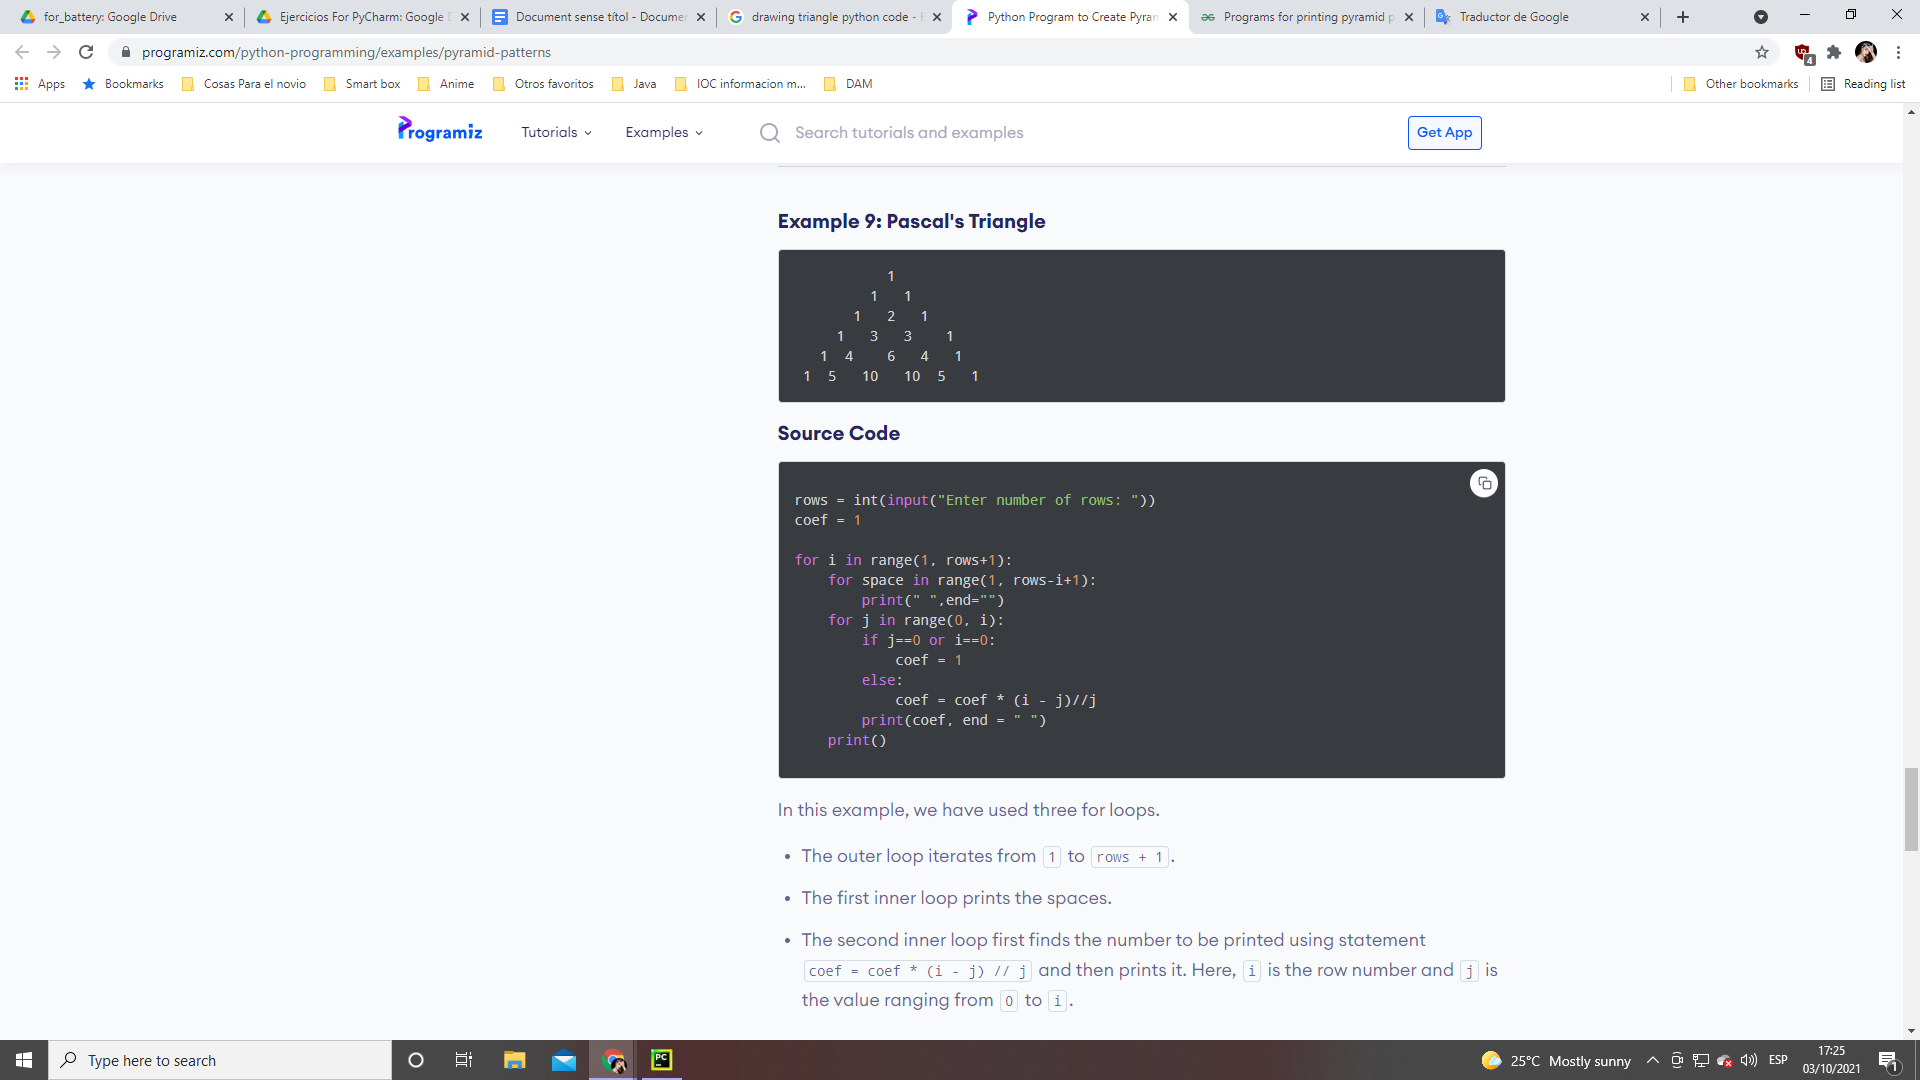 for_battery: Google Drive
Ejercicios For PyCharm: Google D
Document sense títol - Documen
drawing triangle python code - B
Python Program to Create Pyram
Programs for printing pyramid p
Traductor de Google
programiz.com/python-programming/examples/pyramid-patterns
4
Apps
Bookmarks
Cosas Para el novio
Smart box
Anime
Otros favoritos
Java
IOC informacion m...
DAM
Other bookmarks
Reading list
Programiz
Tutorials
Examples
Search tutorials and examples
Get App
Example 9: Pascal's Triangle
1
1 1
1 2 1
1 3 3 1
1 4 6 4 1
1 5 10 10 5 1
Source Code
rows = int(input("Enter number of rows: "))
coef = 1
for i in range(1, rows+1):
for space in range(1, rows-i+1):
print(" ",end="")
for j in range(0, i):
if j==0 or i==0:
coef = 1
else:
coef = coef * (i - j)//j
print(coef, end = " ")
print()
In this example, we have used three for loops.
• The outer loop iterates from 1 to rows + 1.
• The first inner loop prints the spaces.
• The second inner loop first finds the number to be printed using statement
coef = coef * (i - j) // j and then prints it. Here, i is the row number and j is
the value ranging from 0 to i.
Type here to search
PC
25°C Mostly sunny
ESP
17:25
03/10/2021
1